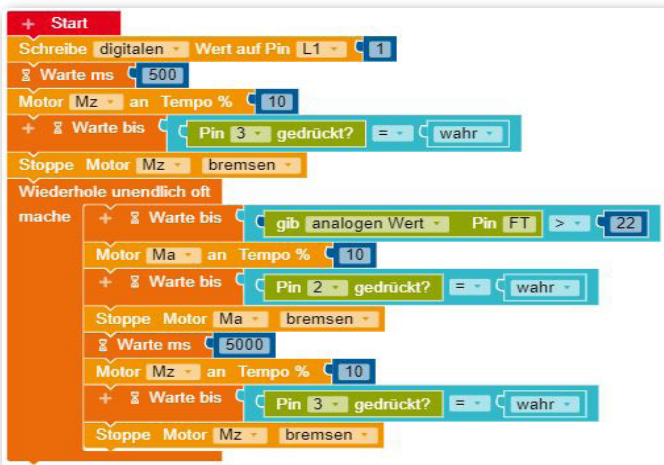 + Start
Schreibe digitalen Wert auf Pin L1 1
Warte ms 500
Motor Mz an Tempo % 10
+ Warte bis Pin 3 gedrückt? = wahr
Stoppe Motor Mz bremsen
Wiederhole unendlich oft
mache + Warte bis gib analogen Wert Pin FT > 22
Motor Ma an Tempo % 10
+ Warte bis Pin 2 gedrückt? = wahr
Stoppe Motor Ma bremsen
Warte ms 5000
Motor Mz an Tempo % 10
+ Warte bis Pin 3 gedrückt? = wahr
Stoppe Motor Mz bremsen